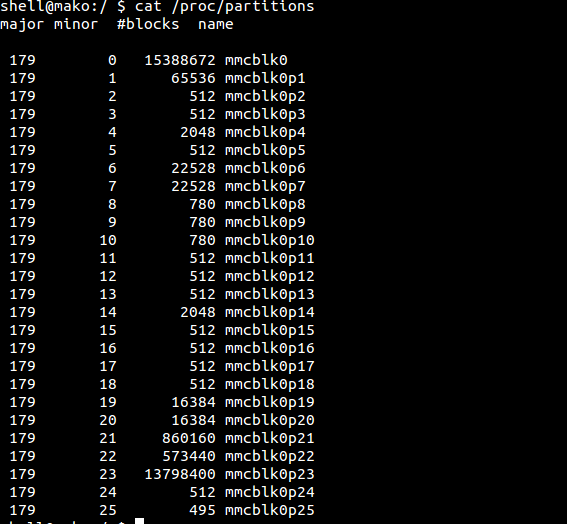 shell@mako:/ $ cat /proc/partitions
major minor  #blocks  name

 179        0   15388672 mmcblk0
 179        1      65536 mmcblk0p1
 179        2        512 mmcblk0p2
 179        3        512 mmcblk0p3
 179        4       2048 mmcblk0p4
 179        5        512 mmcblk0p5
 179        6      22528 mmcblk0p6
 179        7      22528 mmcblk0p7
 179        8        780 mmcblk0p8
 179        9        780 mmcblk0p9
 179       10        780 mmcblk0p10
 179       11        512 mmcblk0p11
 179       12        512 mmcblk0p12
 179       13        512 mmcblk0p13
 179       14       2048 mmcblk0p14
 179       15        512 mmcblk0p15
 179       16        512 mmcblk0p16
 179       17        512 mmcblk0p17
 179       18        512 mmcblk0p18
 179       19      16384 mmcblk0p19
 179       20      16384 mmcblk0p20
 179       21     860160 mmcblk0p21
 179       22     573440 mmcblk0p22
 179       23   13798400 mmcblk0p23
 179       24        512 mmcblk0p24
 179       25        495 mmcblk0p25
shell@mako:/ $